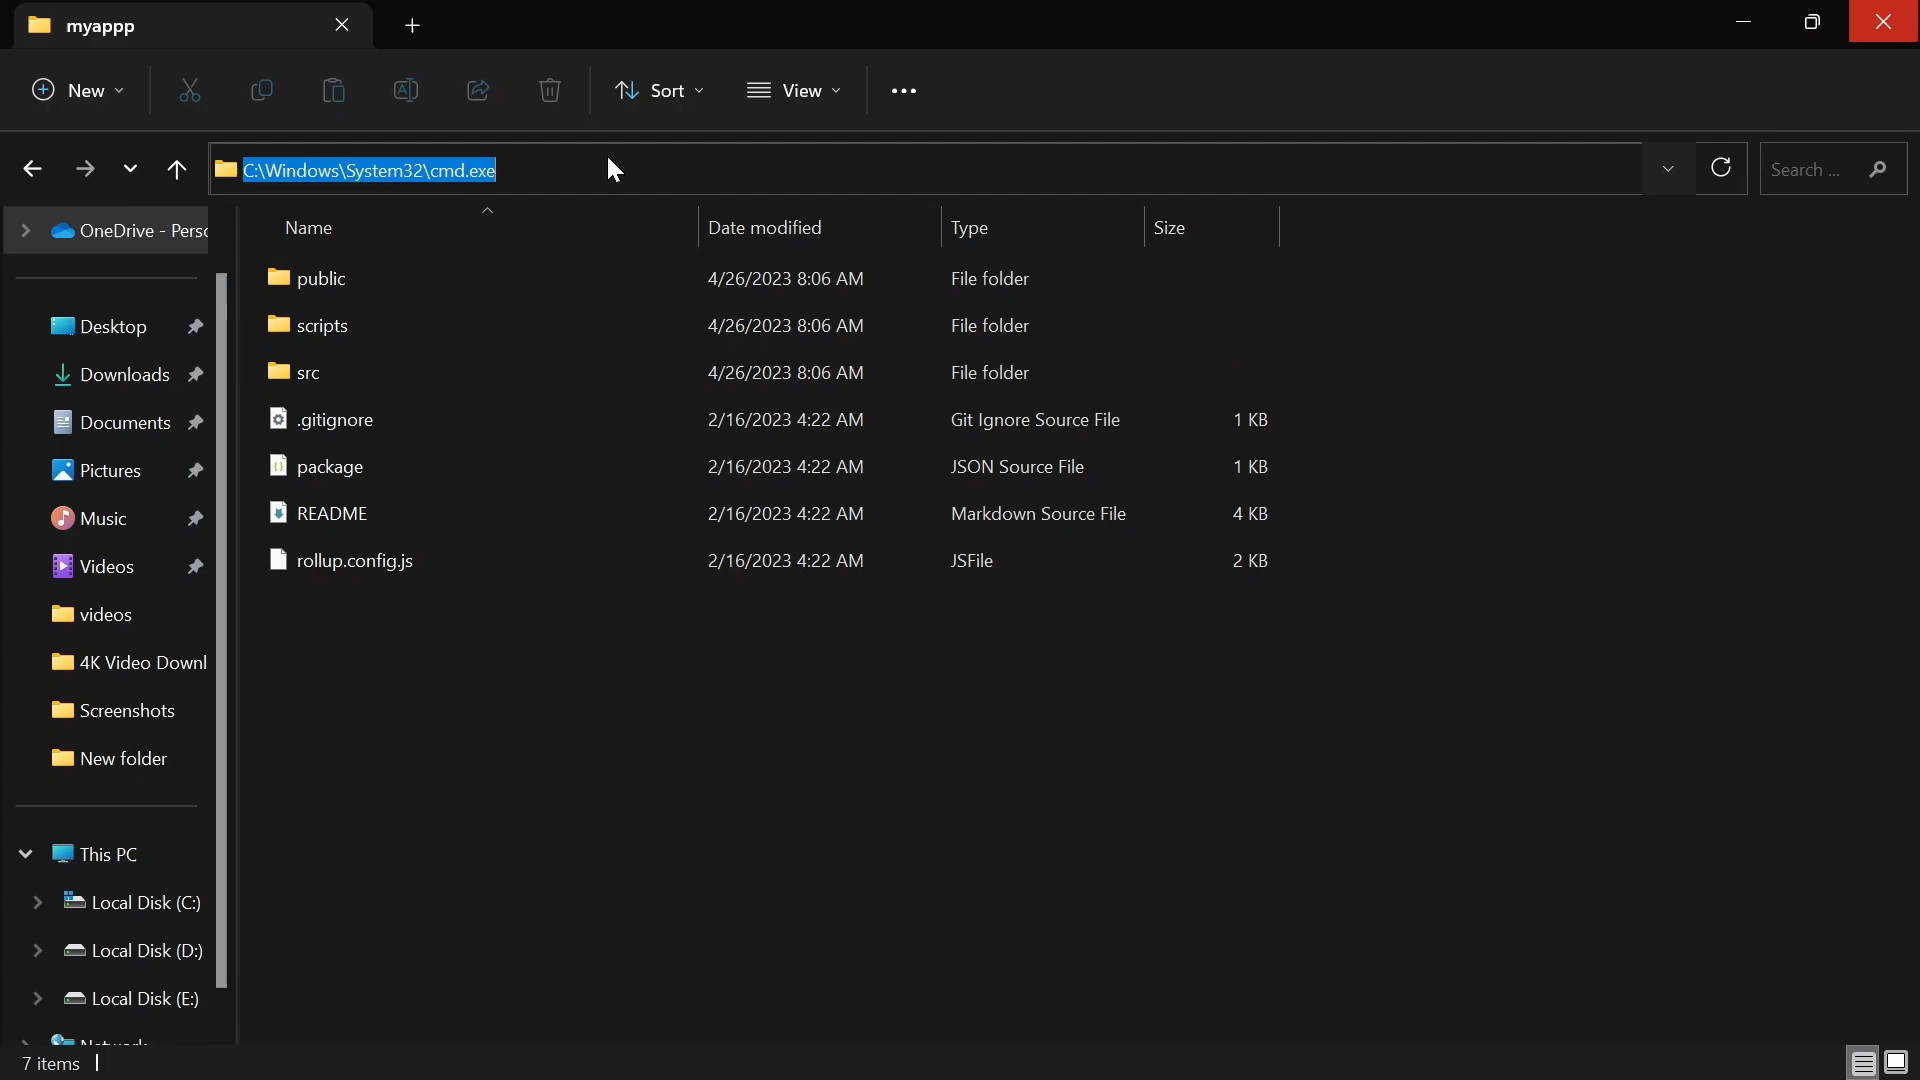 myappp
New
Sort
View
C:\Windows\System32\cmd.exe
Search ...
Name Date modified Type Size
OneDrive - Perso
Desktop
Downloads
Documents
Pictures
Music
Videos
videos
4K Video Downl
Screenshots
New folder
This PC
Local Disk (C:)
Local Disk (D:)
Local Disk (E:)
public 4/26/2023 8:06 AM File folder
scripts 4/26/2023 8:06 AM File folder
src 4/26/2023 8:06 AM File folder
.gitignore 2/16/2023 4:22 AM Git Ignore Source File 1 KB
package 2/16/2023 4:22 AM JSON Source File 1 KB
README 2/16/2023 4:22 AM Markdown Source File 4 KB
rollup.config.js 2/16/2023 4:22 AM JSFile 2 KB
7 items